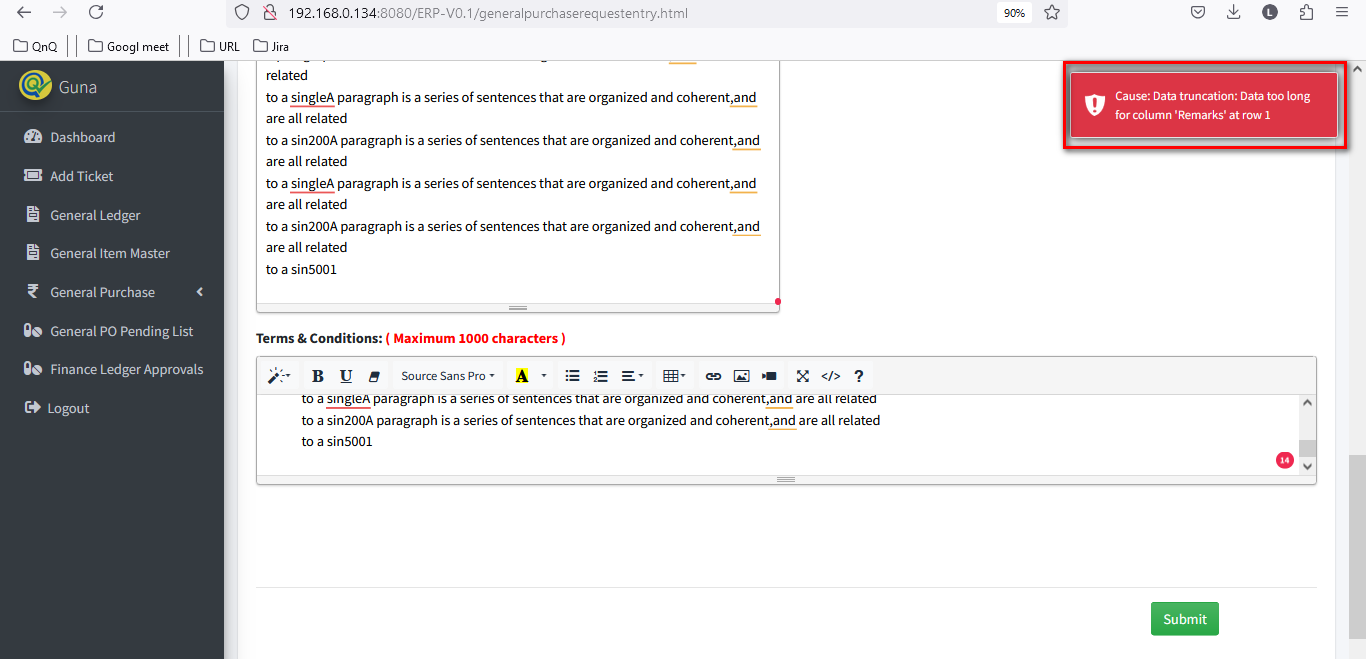 192.168.0.134:8080/ERP-V0.1/generalpurchaserequestentry.html
90%
L
QnQ
Googl meet
URL
Jira
Guna
Dashboard
Add Ticket
General Ledger
General Item Master
General Purchase
General PO Pending List
Finance Ledger Approvals
Logout
related
to a singleA paragraph is a series of sentences that are organized and coherent,and
are all related
to a sin200A paragraph is a series of sentences that are organized and coherent,and
are all related
to a singleA paragraph is a series of sentences that are organized and coherent,and
are all related
to a sin200A paragraph is a series of sentences that are organized and coherent,and
are all related
to a sin5001
Cause: Data truncation: Data too long
for column 'Remarks' at row 1
Terms & Conditions: ( Maximum 1000 characters )
B U Source Sans Pro A </> ?
to a singleA paragraph is a series of sentences that are organized and coherent,and are all related
to a sin200A paragraph is a series of sentences that are organized and coherent,and are all related
to a sin5001
14
Submit